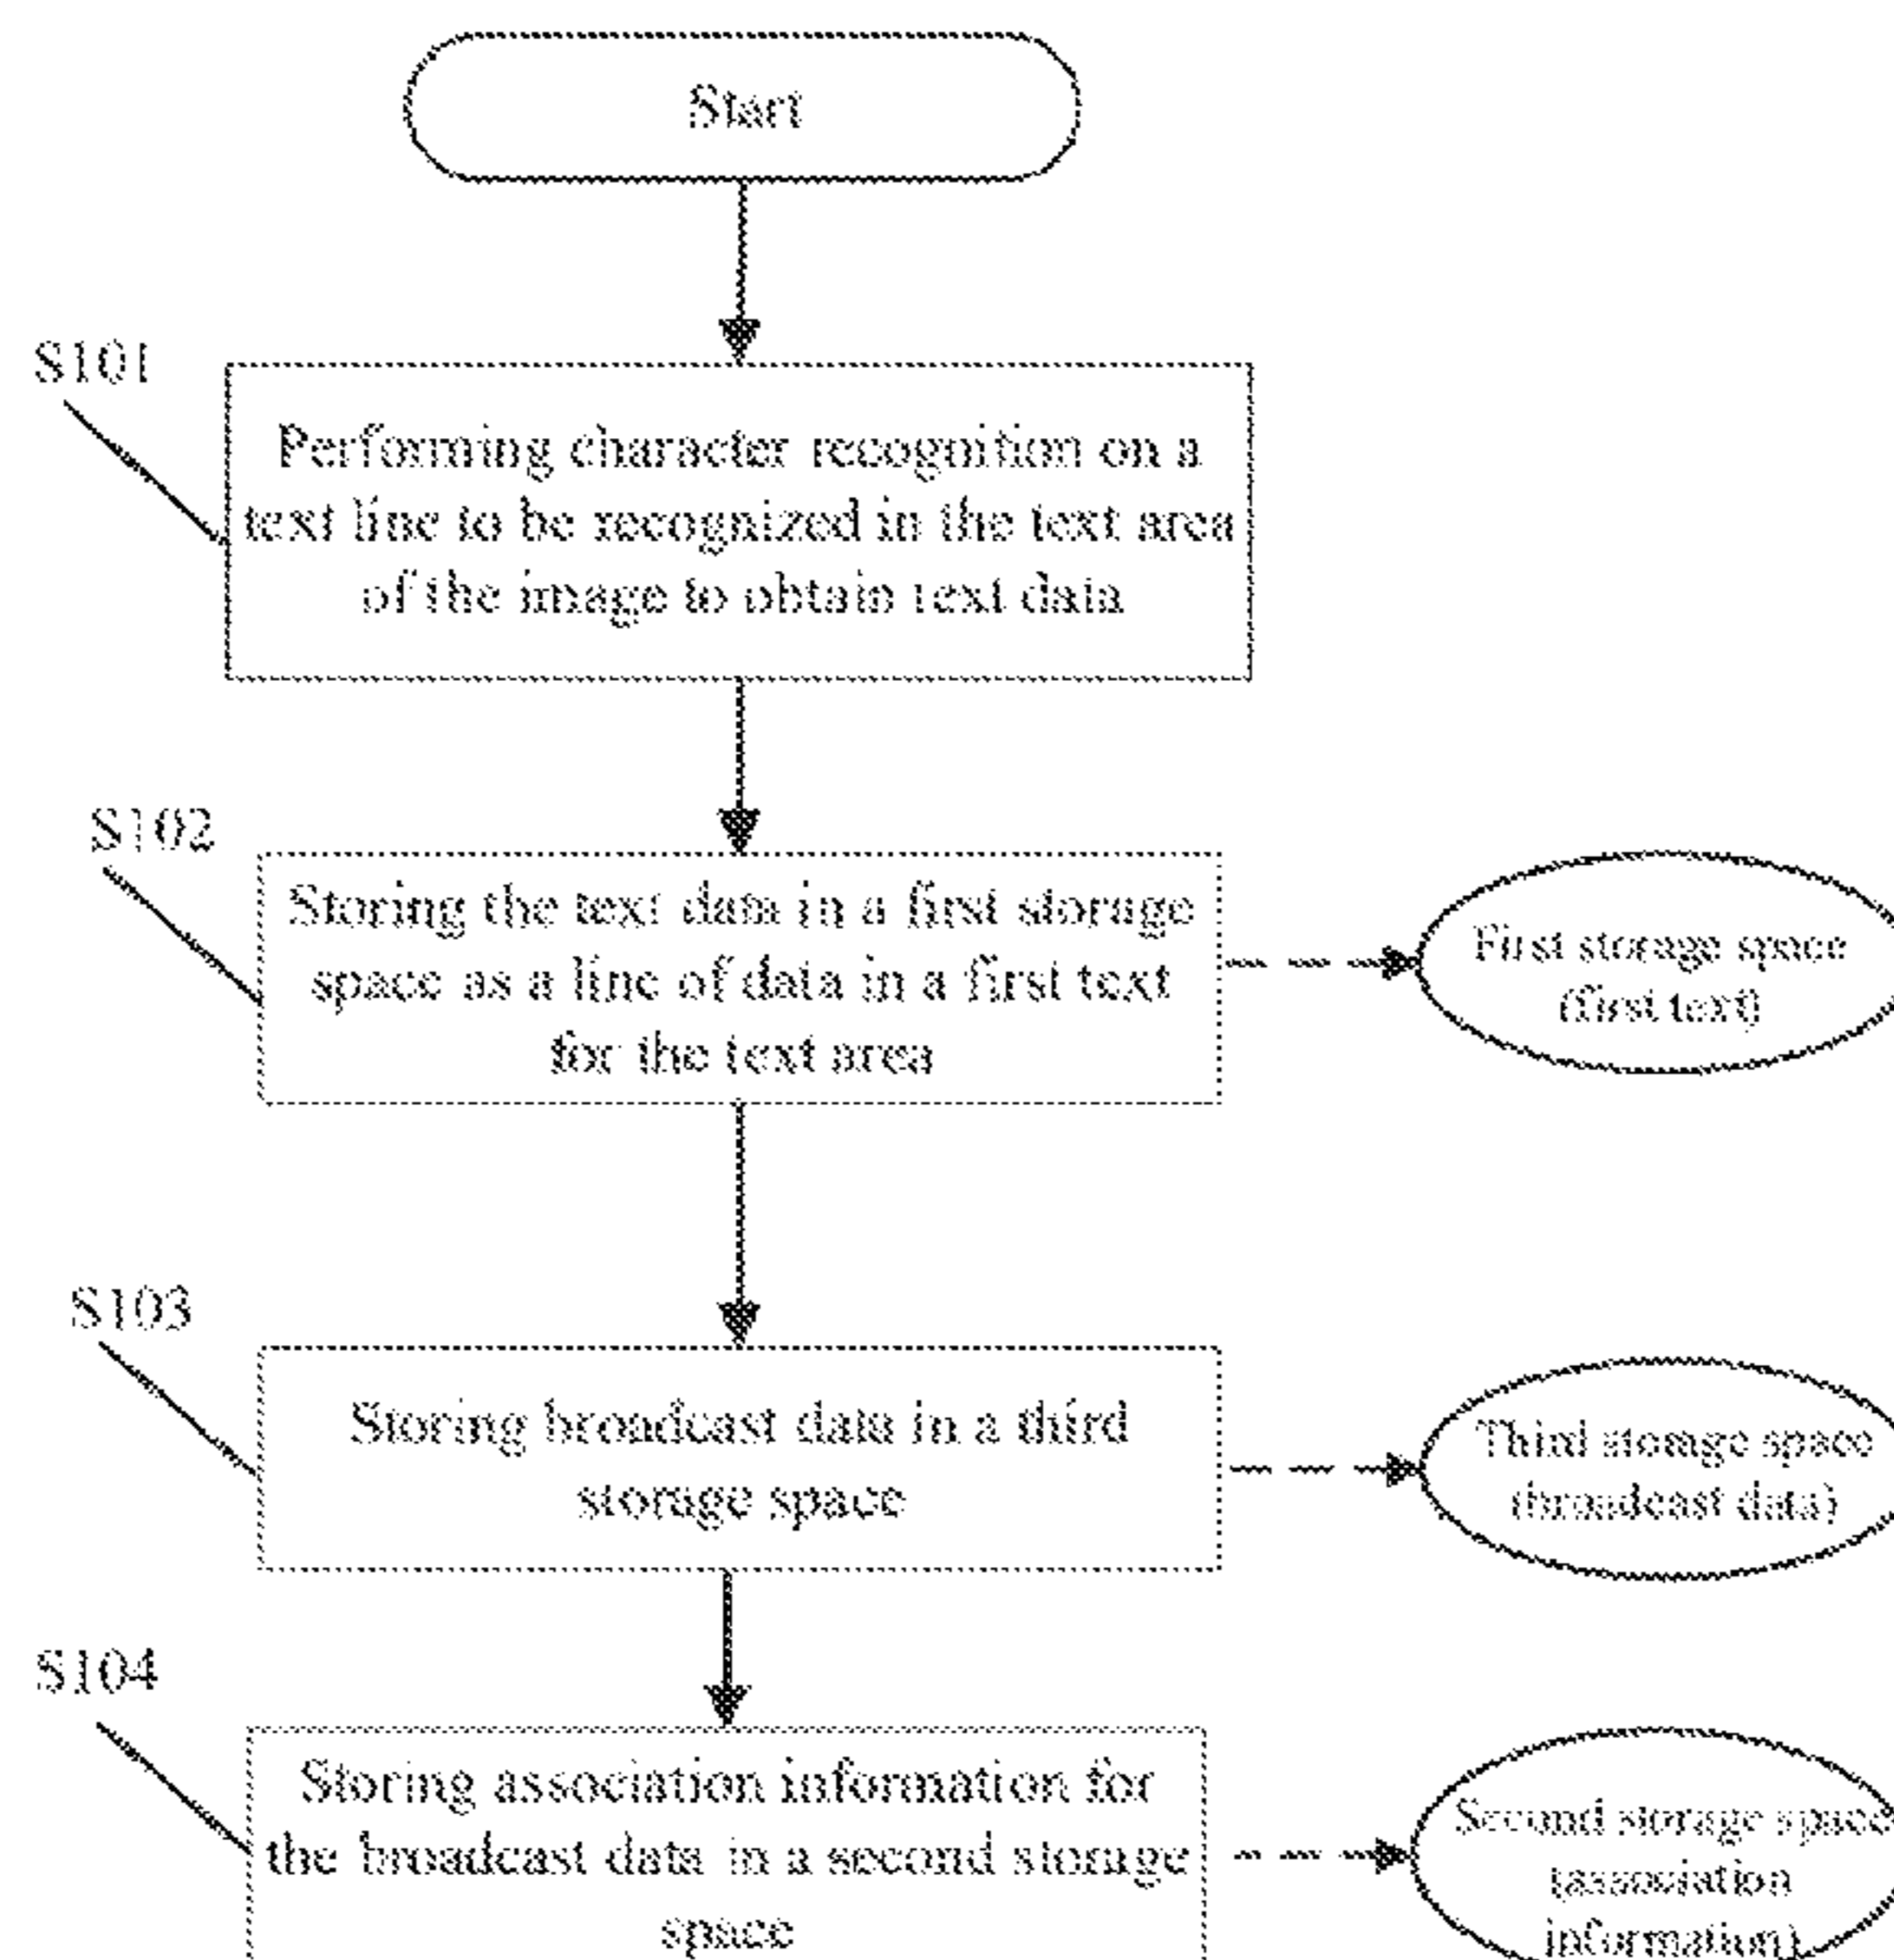 Start
S101
Performing character recognition on a
text line to be recognized in the text area
of the image to obtain text data
S102
Storing the text data in a first storage
space as a line of data in a first text
for the text area
First storage space
(first text)
S103
Storing broadcast data in a third
storage space
Third storage space
(broadcast data)
S104
Storing association information for
the broadcast data in a second storage
space
Second storage space
(association
information)